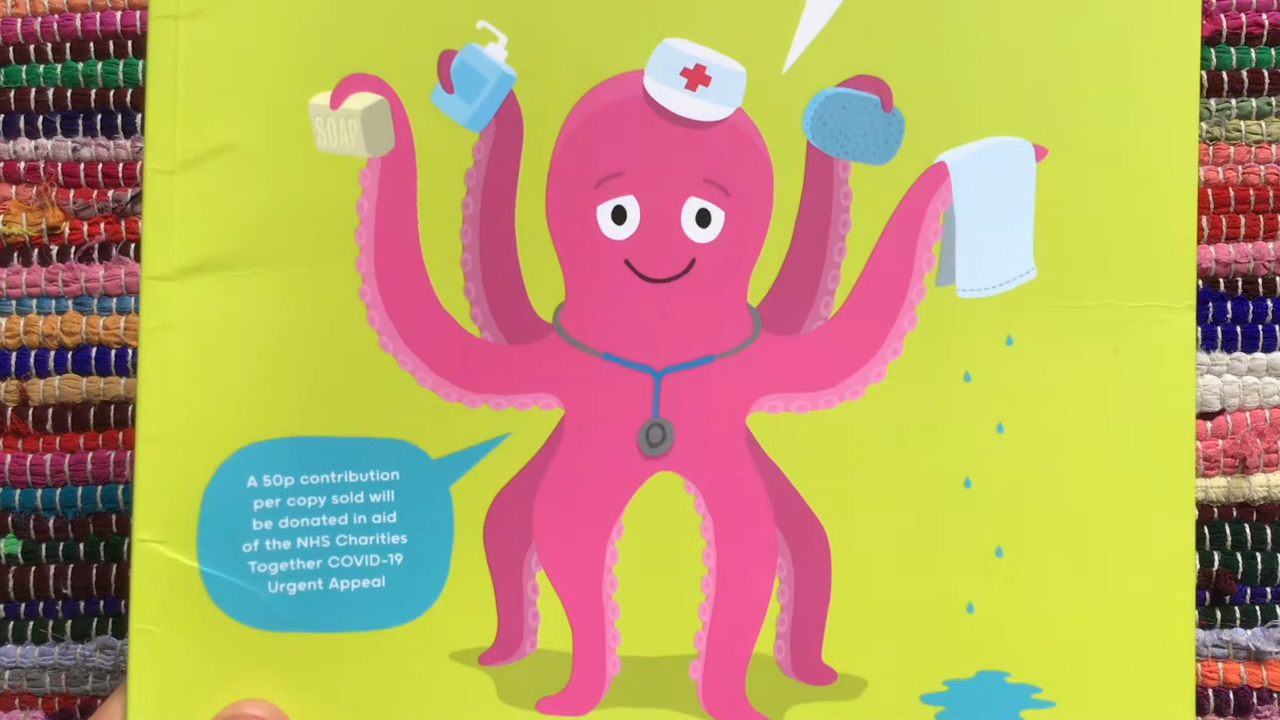 SOAP
A 50p contribution
per copy sold will
be donated in aid
of the NHS Charities
Together COVID-19
Urgent Appeal